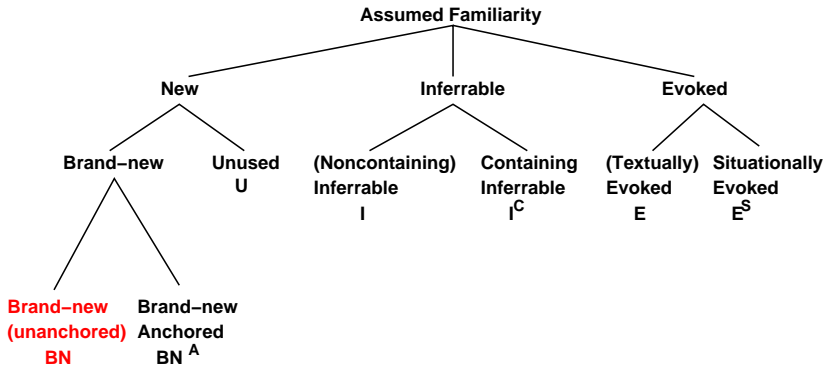 Assumed Familiarity
New
Inferrable
Evoked
Brand−new
Unused
U
(Noncontaining)
Inferrable
I
Containing
Inferrable
I^C
(Textually)
Evoked
E
Situationally
Evoked
E^S
Brand−new
(unanchored)
BN
Brand−new
Anchored
BN^A